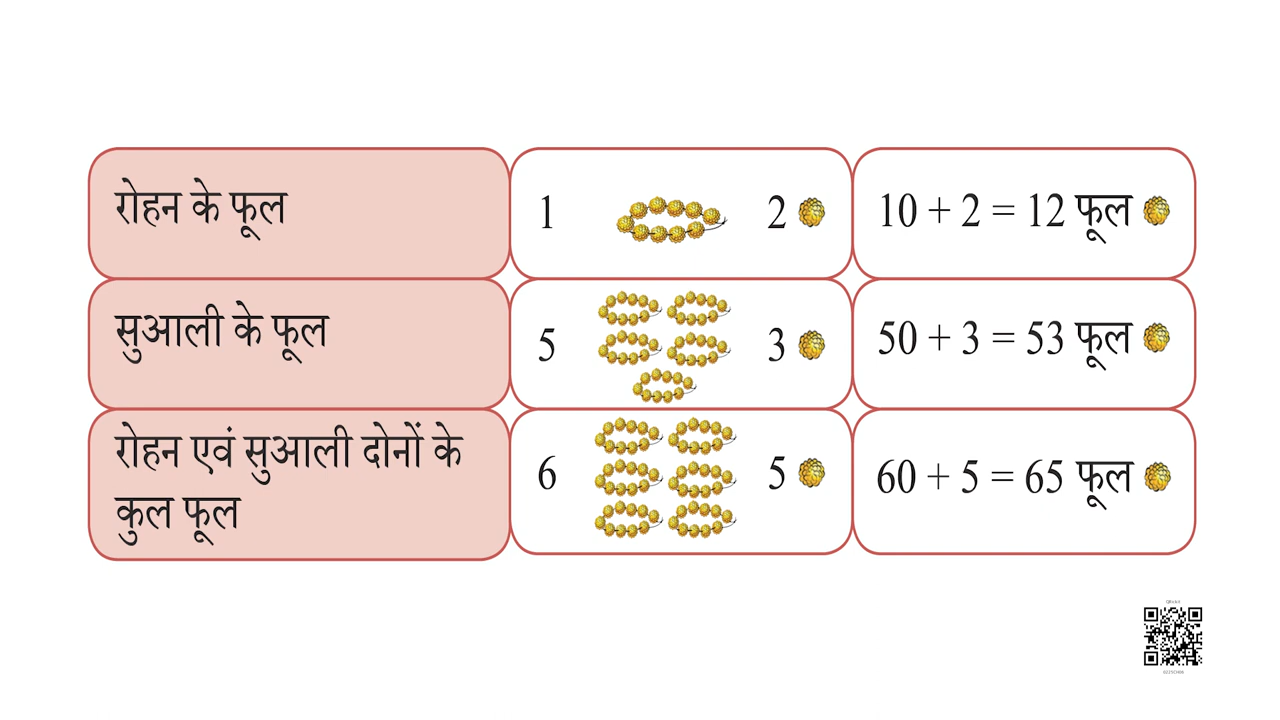 रोहन के फूल
1 2
10 + 2 = 12 फूल
सुआली के फूल
5 3
50 + 3 = 53 फूल
रोहन एवं सुआली दोनों के
कुल फूल
6 5
60 + 5 = 65 फूल